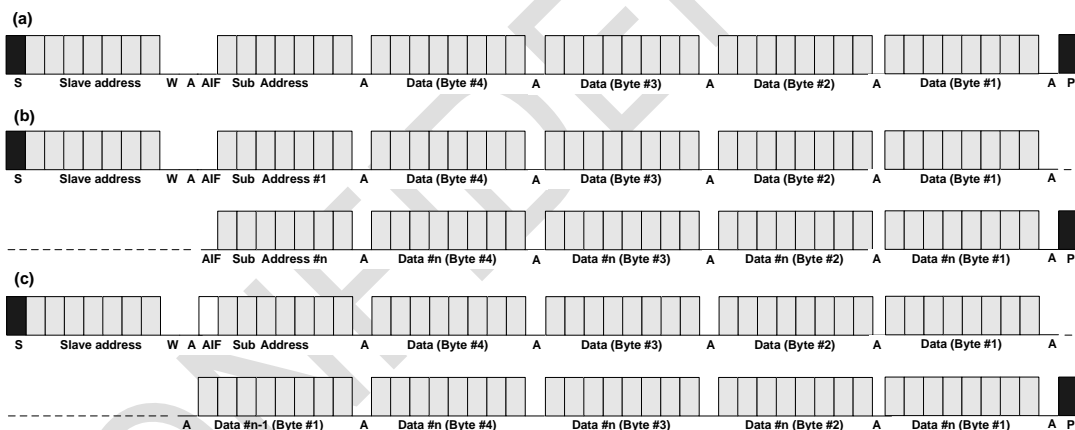 (a)
S Slave address W A AIF Sub Address A Data (Byte #4) A Data (Byte #3) A Data (Byte #2) A Data (Byte #1) A P
(b)
S Slave address W A AIF Sub Address #1 A Data (Byte #4) A Data (Byte #3) A Data (Byte #2) A Data (Byte #1) A
AIF Sub Address #n A Data #n (Byte #4) A Data #n (Byte #3) A Data #n (Byte #2) A Data #n (Byte #1) A P
(c)
S Slave address W A AIF Sub Address A Data (Byte #4) A Data (Byte #3) A Data (Byte #2) A Data (Byte #1) A
A Data #n-1 (Byte #1) A Data #n (Byte #4) A Data #n (Byte #3) A Data #n (Byte #2) A Data #n (Byte #1) A P